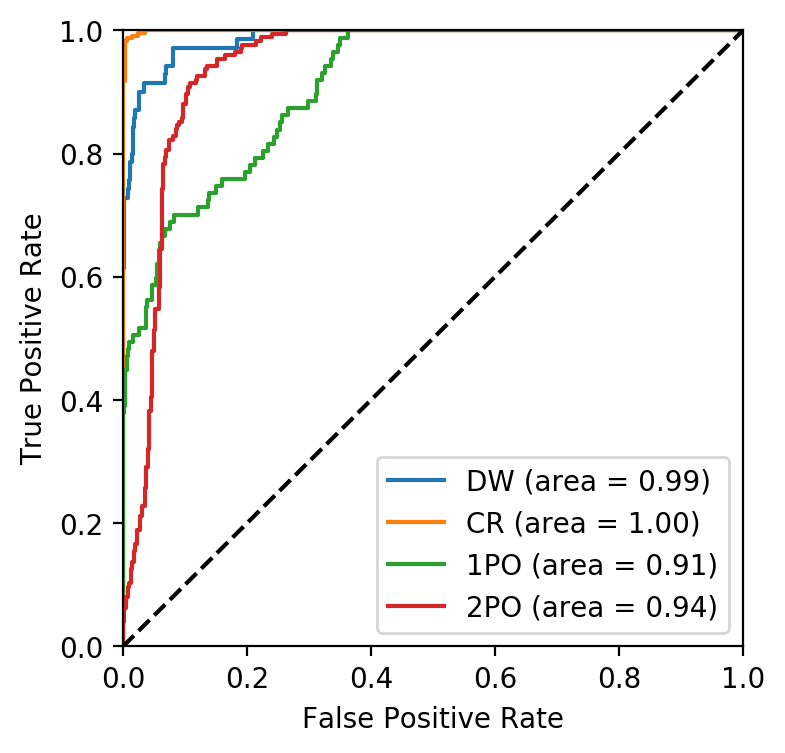 1.0
0.8
0.6
0.4
0.2
0.0
True Positive Rate
DW (area = 0.99)
CR (area = 1.00)
1PO (area = 0.91)
2PO (area = 0.94)
0.0 0.2 0.4 0.6 0.8 1.0
False Positive Rate